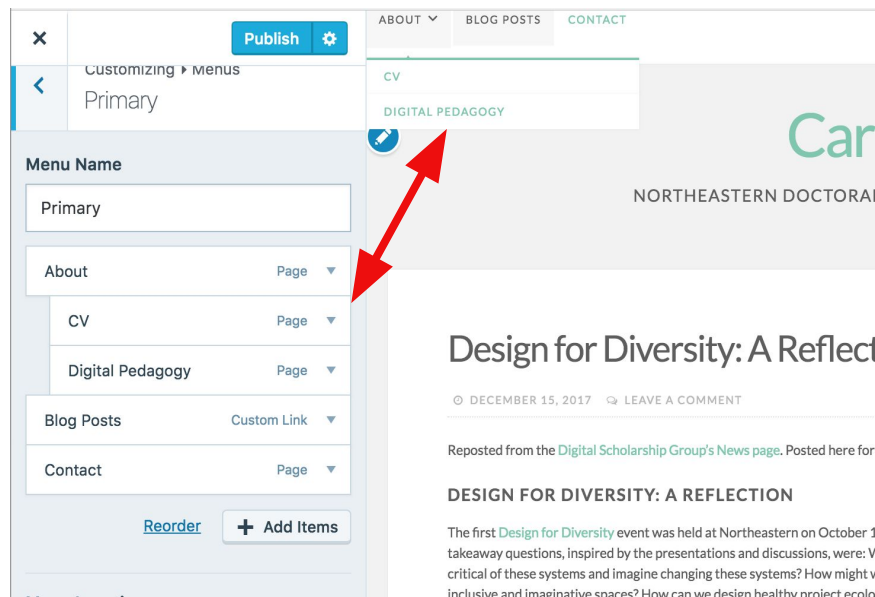 Publish
Customizing ▸ Menus
Primary
Menu Name
Primary
About Page
CV Page
Digital Pedagogy Page
Blog Posts Custom Link
Contact Page
Reorder
+ Add Items
ABOUT BLOG POSTS CONTACT
CV
DIGITAL PEDAGOGY
Car
NORTHEASTERN DOCTORA
Design for Diversity: A Reflect
DECEMBER 15, 2017 LEAVE A COMMENT
Reposted from the Digital Scholarship Group's News page. Posted here for
DESIGN FOR DIVERSITY: A REFLECTION
The first Design for Diversity event was held at Northeastern on October 1
takeaway questions, inspired by the presentations and discussions, were: W
critical of these systems and imagine changing these systems? How might w
inclusive and imaginative spaces? How can we design healthy project ecolo